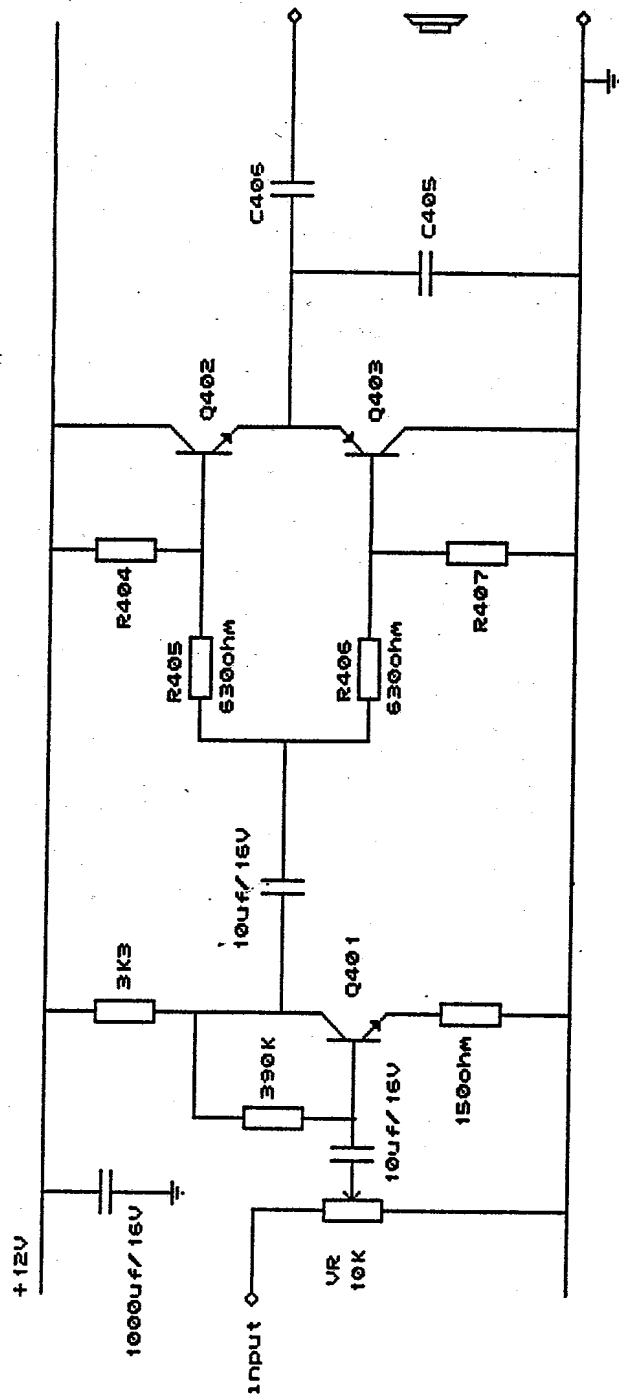 +12V
1000uf/16V
input
VR
10K
390K
3K3
10uf/16V
Q401
150ohm
10uf/16V
R404
R405
630ohm
R406
630ohm
R407
Q402
Q403
C406
C405